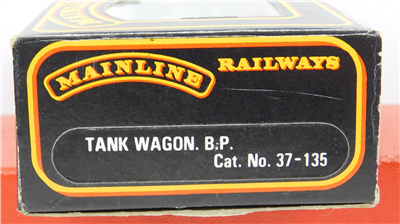 MAINLINE RAILWAYS
TANK WAGON. B.P.
Cat. No. 37-135